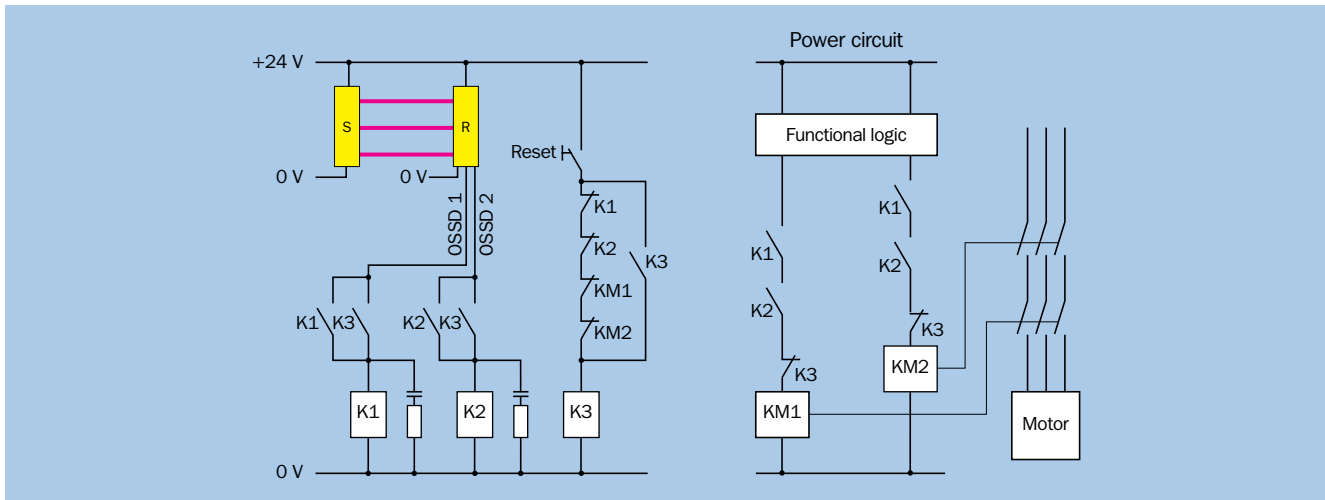 Power circuit
+24 V
S
R
Functional logic
Reset
0 V
0 V
OSSD 1
OSSD 2
K1
K2
KM1
KM2
K3
K1
K3
K2
K3
K1
K2
K3
K1
K2
K3
K1
K2
K3
KM1
KM2
Motor
0 V